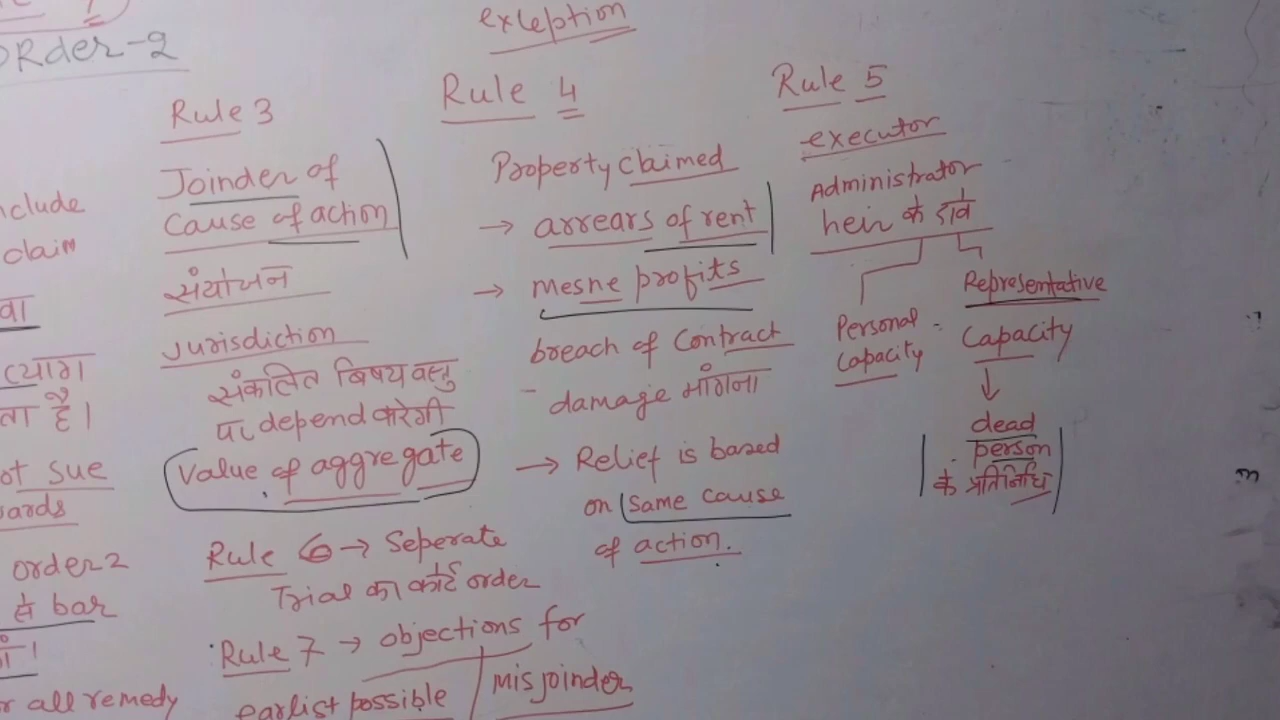 ORder-2
nclude
claim
वा
त्याग
ता है।
ot sue
wards
order 2
से bar
r all remedy
Rule 3
Joinder of
Cause of action
संयोजन
Jurisdiction
संकलित विषयवस्तु
पर depend करेगी
Value of aggregate
Rule 6 → Seperate
Trial का कोर्ट order
Rule 7 → objections for
earlist possible | misjoinder
exception
Rule 4
Property claimed
→ arrears of rent
→ mesne profits
breach of contract
- damage मांगना
→ Relief is based
on same cause
of action.
Rule 5
executor
Administrator
heir के दावे
Personal
capacity
Representative
Capacity
↓
dead
person
के प्रतिनिधि